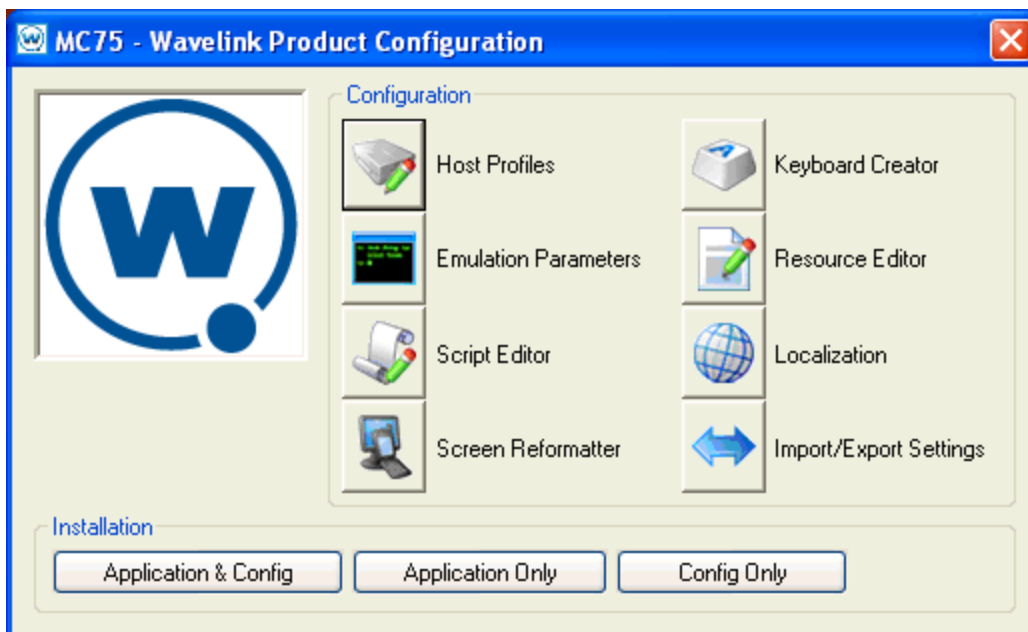 MC75 - Wavelink Product Configuration
W
Configuration
Host Profiles
Keyboard Creator
Emulation Parameters
Resource Editor
Script Editor
Localization
Screen Reformatter
Import/Export Settings
Installation
Application & Config
Application Only
Config Only